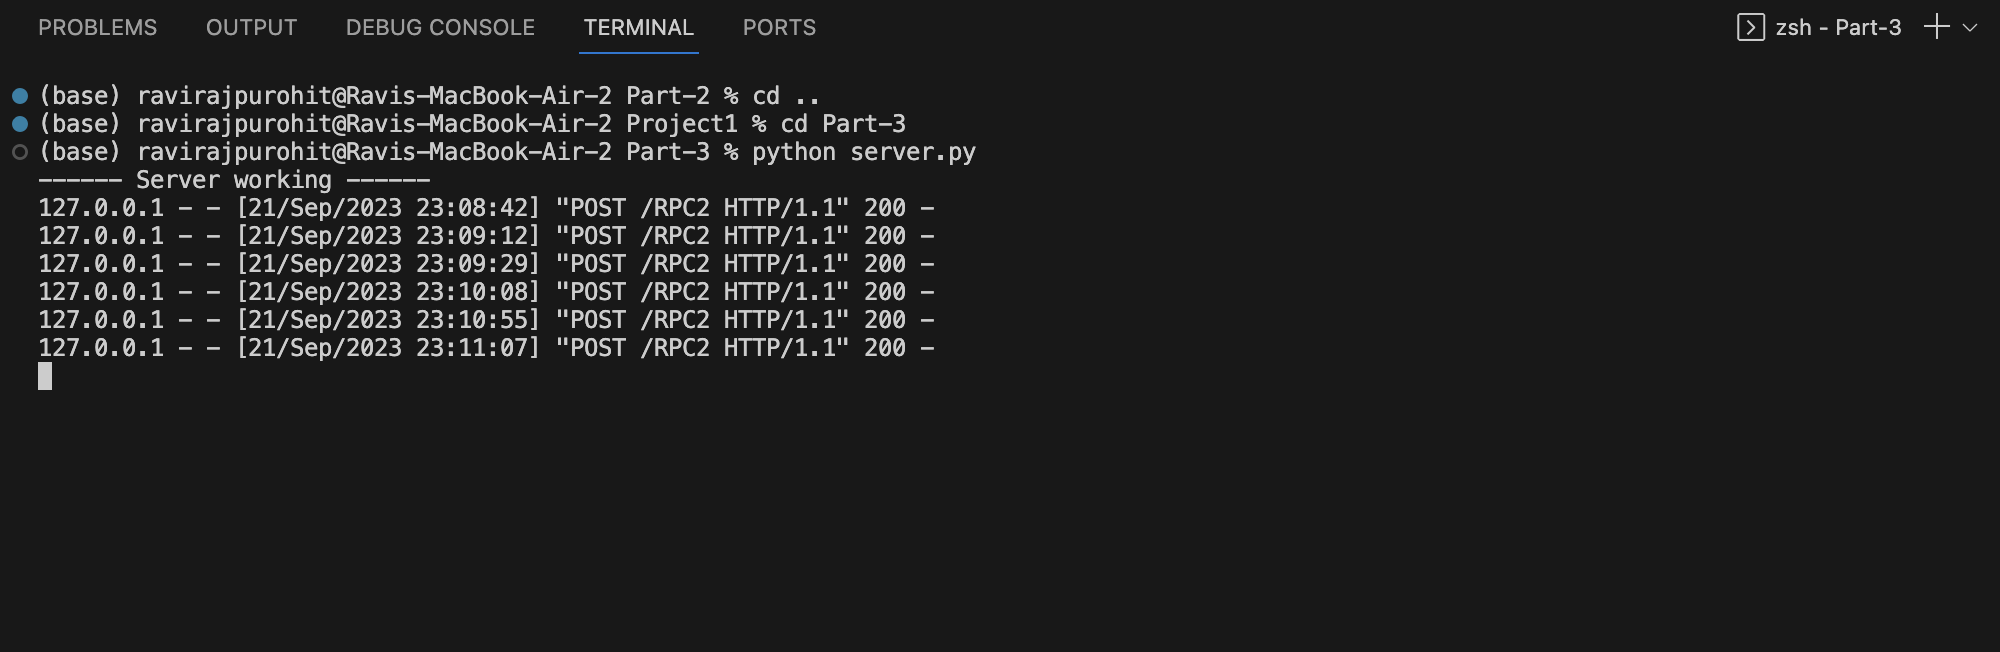 PROBLEMS OUTPUT DEBUG CONSOLE TERMINAL PORTS zsh - Part-3
(base) ravirajpurohit@Ravis-MacBook-Air-2 Part-2 % cd ..
(base) ravirajpurohit@Ravis-MacBook-Air-2 Project1 % cd Part-3
(base) ravirajpurohit@Ravis-MacBook-Air-2 Part-3 % python server.py
------ Server working ------
127.0.0.1 - - [21/Sep/2023 23:08:42] "POST /RPC2 HTTP/1.1" 200 -
127.0.0.1 - - [21/Sep/2023 23:09:12] "POST /RPC2 HTTP/1.1" 200 -
127.0.0.1 - - [21/Sep/2023 23:09:29] "POST /RPC2 HTTP/1.1" 200 -
127.0.0.1 - - [21/Sep/2023 23:10:08] "POST /RPC2 HTTP/1.1" 200 -
127.0.0.1 - - [21/Sep/2023 23:10:55] "POST /RPC2 HTTP/1.1" 200 -
127.0.0.1 - - [21/Sep/2023 23:11:07] "POST /RPC2 HTTP/1.1" 200 -